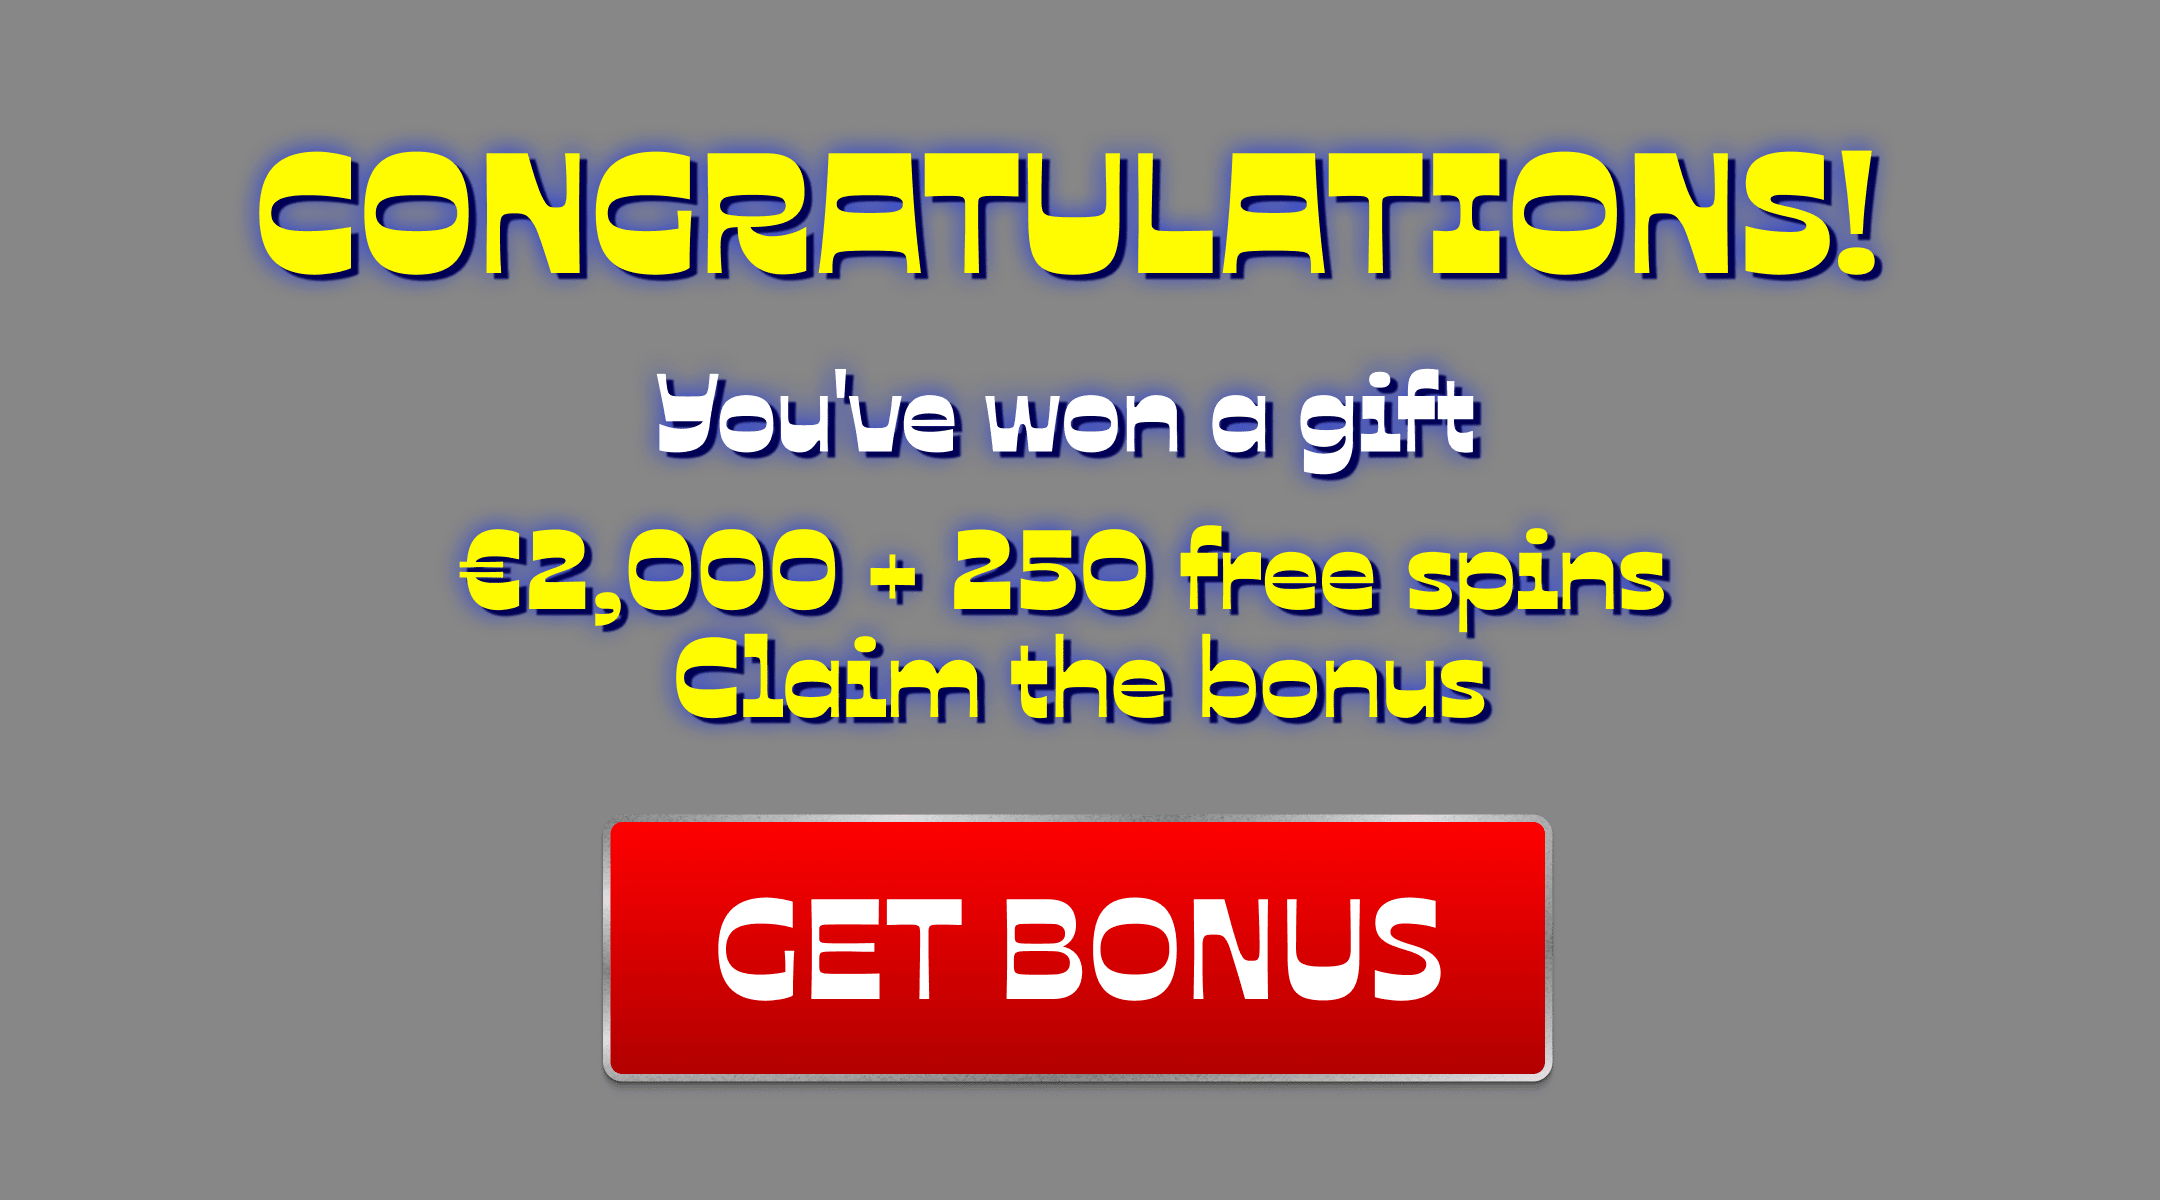 CONGRATULATIONS!
You've won a gift
€2,000 + 250 free spins
Claim the bonus
GET BONUS